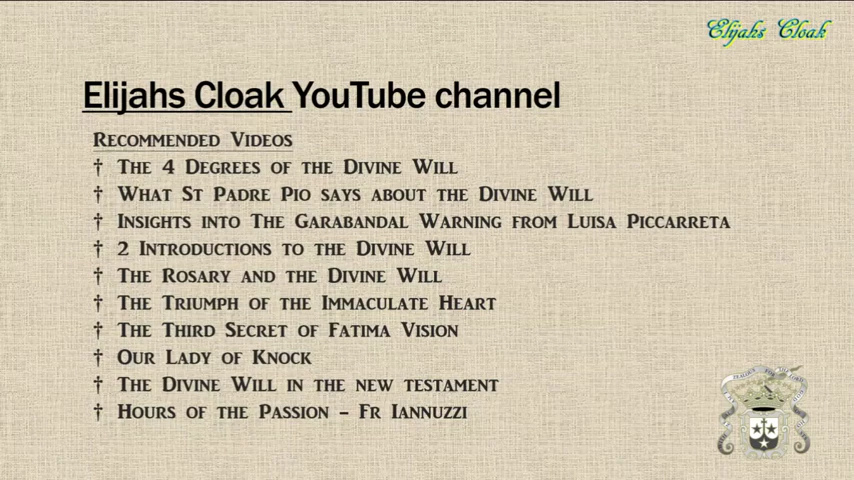 Elijahs Cloak
Elijahs Cloak YouTube channel
Recommended Videos
† The 4 Degrees of the Divine Will
† What St Padre Pio says about the Divine Will
† Insights into The Garabandal Warning from Luisa Piccarreta
† 2 Introductions to the Divine Will
† The Rosary and the Divine Will
† The Triumph of the Immaculate Heart
† The Third Secret of Fatima Vision
† Our Lady of Knock
† The Divine Will in the new testament
† Hours of the Passion – Fr Iannuzzi